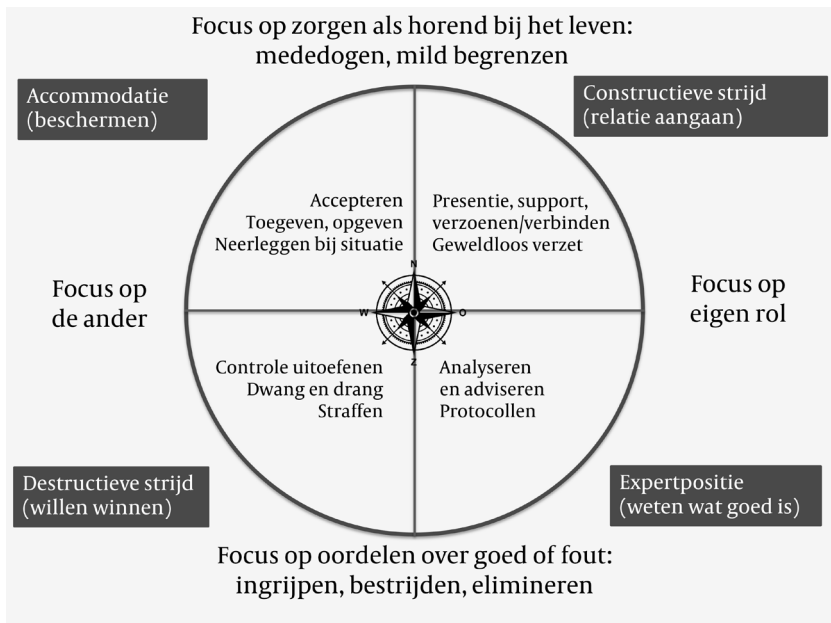 Focus op zorgen als horend bij het leven:
mededogen, mild begrenzen
Accommodatie
(beschermen)
Constructieve strijd
(relatie aangaan)
Accepteren
Toegeven, opgeven
Neerleggen bij situatie
Presentie, support,
verzoenen/verbinden
Geweldloos verzet
Focus op
de ander
N
W
O
Z
Focus op
eigen rol
Controle uitoefenen
Dwang en drang
Straffen
Analyseren
en adviseren
Protocollen
Destructieve strijd
(willen winnen)
Expertpositie
(weten wat goed is)
Focus op oordelen over goed of fout:
ingrijpen, bestrijden, elimineren